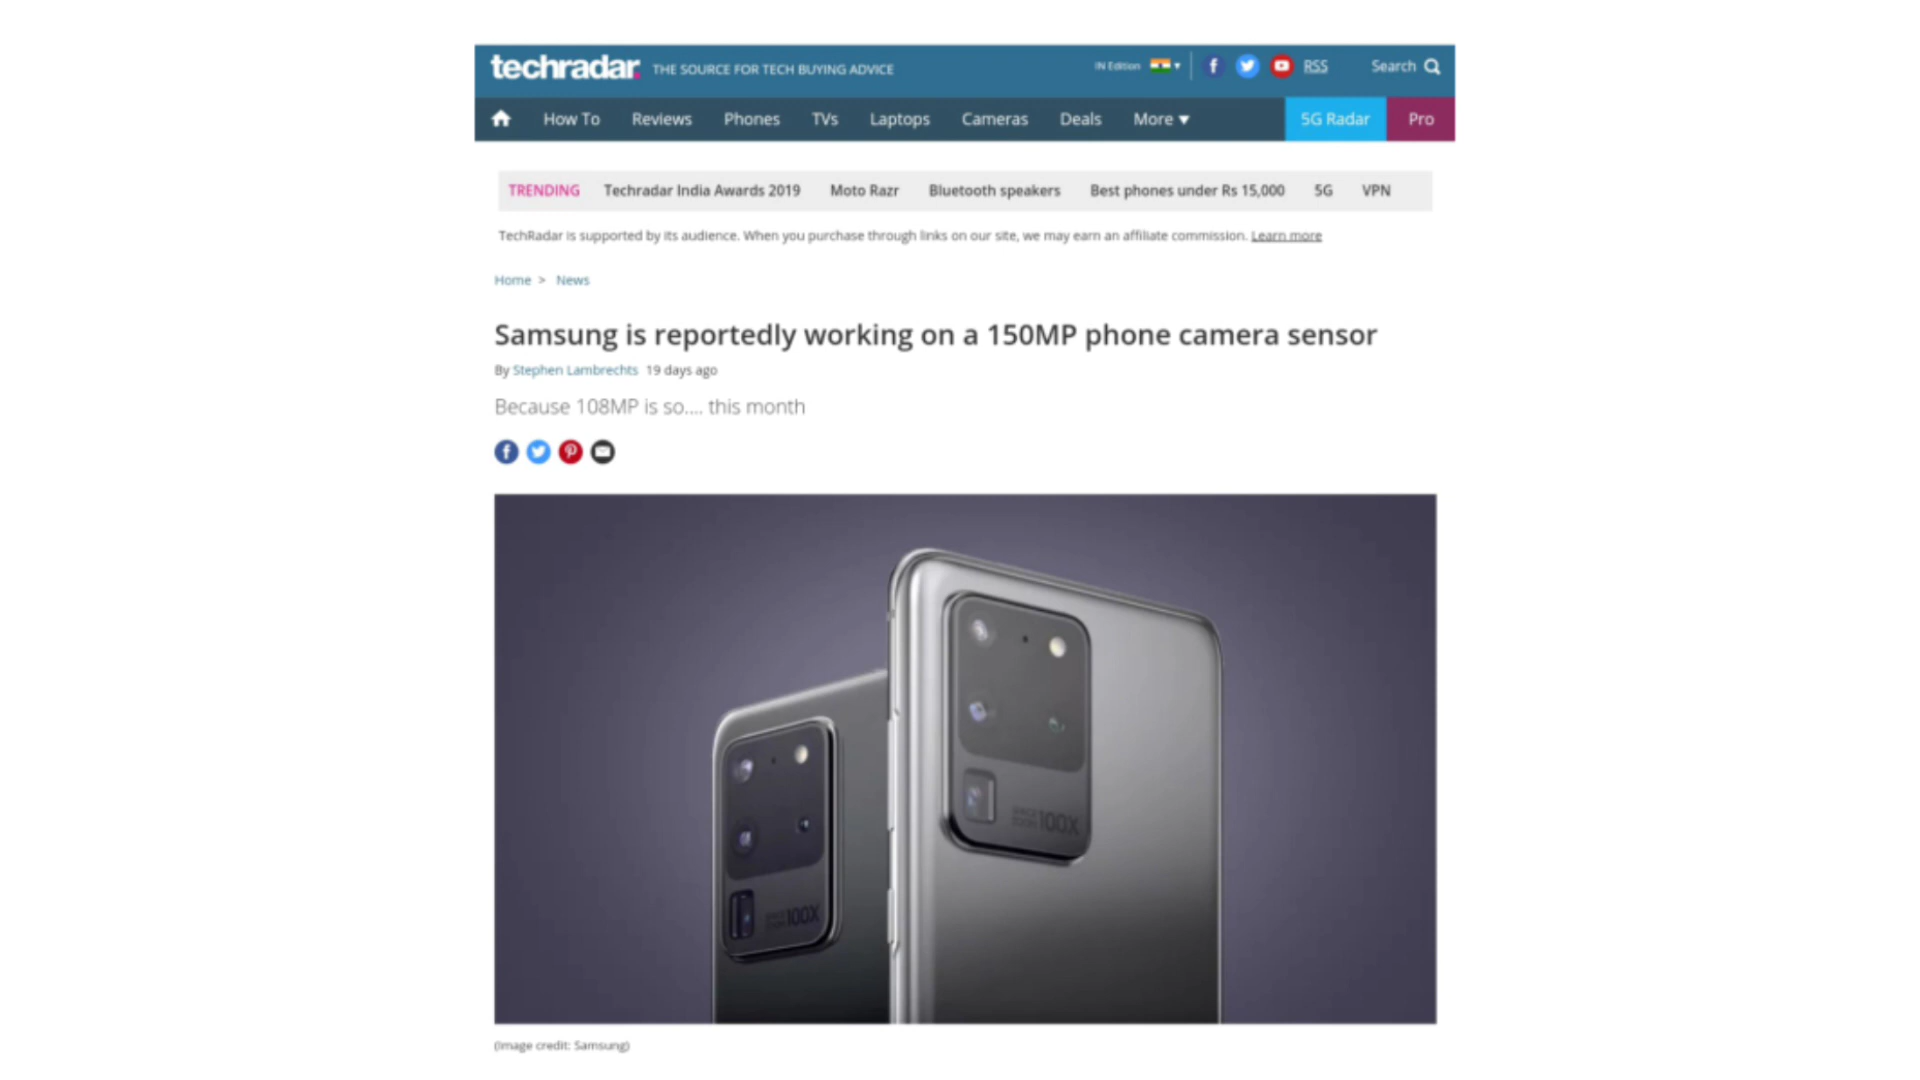 techradar THE SOURCE FOR TECH BUYING ADVICE IN Edition RSS Search
How To Reviews Phones TVs Laptops Cameras Deals More 5G Radar Pro
TRENDING Techradar India Awards 2019 Moto Razr Bluetooth speakers Best phones under Rs 15,000 5G VPN
TechRadar is supported by its audience. When you purchase through links on our site, we may earn an affiliate commission. Learn more
Home > News
Samsung is reportedly working on a 150MP phone camera sensor
By Stephen Lambrechts 19 days ago
Because 108MP is so.... this month
SPACE ZOOM 100X
100X
(Image credit: Samsung)